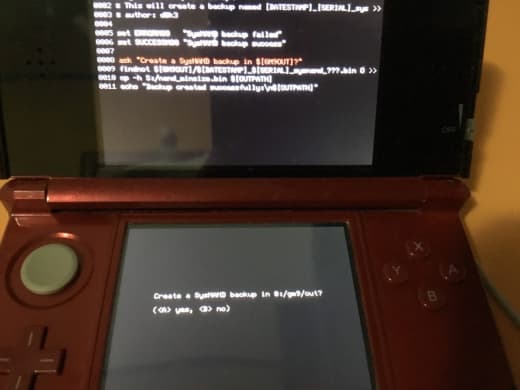 0002 # This will create a backup named [DATESTAMP]_[SERIAL]_sys >>
0003 # author: d0k3
0004
0005 set ERRORMSG "SysNAND backup failed"
0006 set SUCCESSMSG "SysNAND backup success"
0007
0008 ask "Create a SysNAND backup in $[GM9OUT]?"
0009 findnot $[GM9OUT]/$[DATESTAMP]_$[SERIAL]_sysnand_???.bin O >>
0010 cp -h S:/nand_minsize.bin $[OUTPATH]
0011 echo "Backup created successfully:\n$[OUTPATH]"
OFF
Create a SysNAND backup in 0:/gm9/out?
(<A> yes, <B> no)
X
Y
A
B